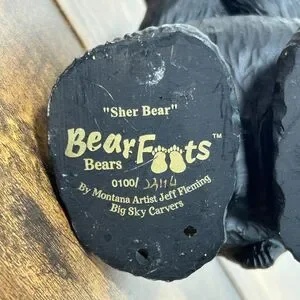 "Sher Bear"
BearFoots™
Bears
0100/
By Montana Artist Jeff Fleming
Big Sky Carvers